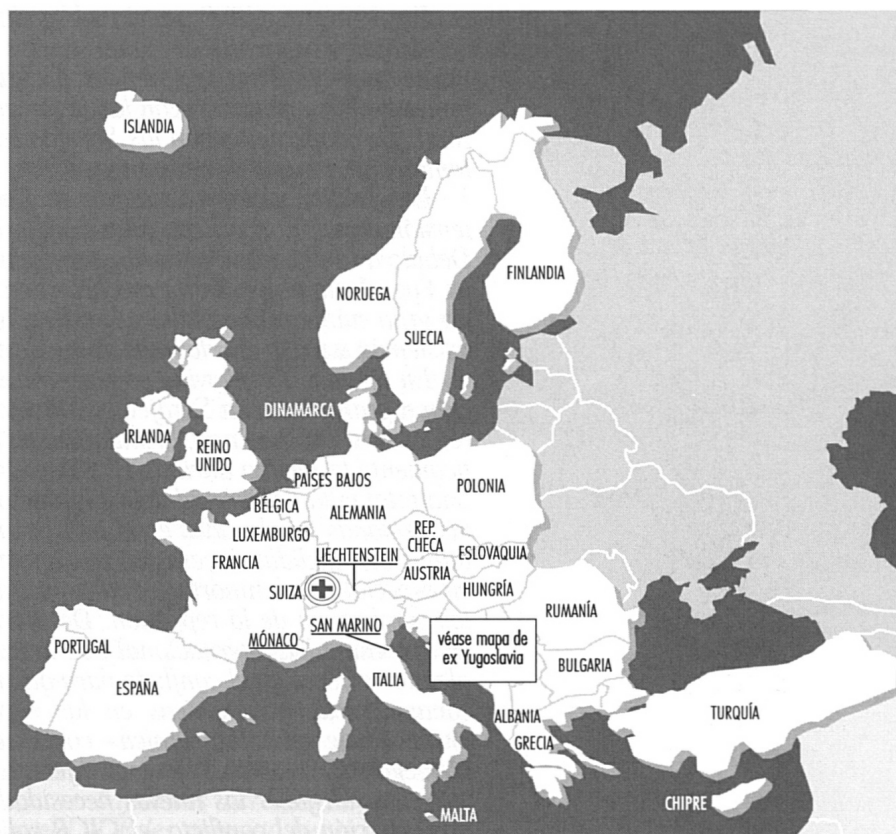 ISLANDIA
NORUEGA
FINLANDIA
SUECIA
DINAMARCA
IRLANDA
REINO
UNIDO
PAÍSES BAJOS
POLONIA
BÉLGICA
ALEMANIA
LUXEMBURGO
REP.
CHECA
LIECHTENSTEIN
ESLOVAQUIA
FRANCIA
AUSTRIA
SUIZA
HUNGRÍA
RUMANÍA
SAN MARINO
MÓNACO
véase mapa de
ex Yugoslavia
PORTUGAL
ESPAÑA
ITALIA
BULGARIA
ALBANIA
GRECIA
TURQUÍA
MALTA
CHIPRE